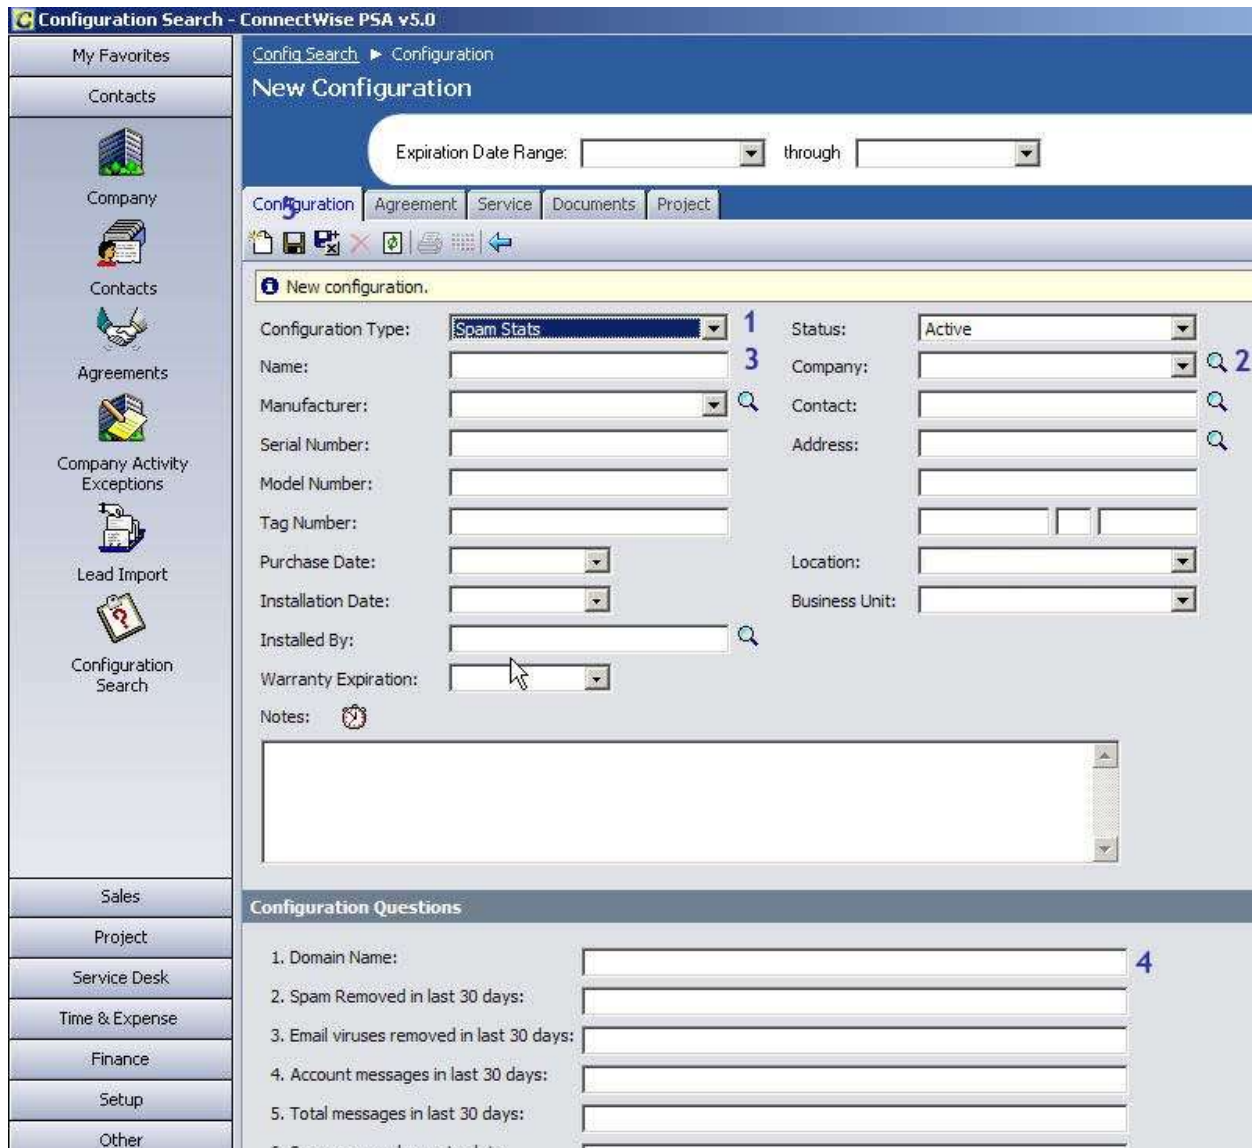 Configuration Search - ConnectWise PSA v5.0
My Favorites
Contacts
Company
Contacts
Agreements
Company Activity
Exceptions
Lead Import
Configuration
Search
Sales
Project
Service Desk
Time & Expense
Finance
Setup
Other
Config Search ► Configuration
New Configuration
Expiration Date Range: through
Configuration Agreement Service Documents Project
5
New configuration.
Configuration Type: Spam Stats 1 Status: Active
Name: 3 Company: 2
Manufacturer: Contact:
Serial Number: Address:
Model Number:
Tag Number:
Purchase Date: Location:
Installation Date: Business Unit:
Installed By:
Warranty Expiration:
Notes:
Configuration Questions
1. Domain Name: 4
2. Spam Removed in last 30 days:
3. Email viruses removed in last 30 days:
4. Account messages in last 30 days:
5. Total messages in last 30 days: